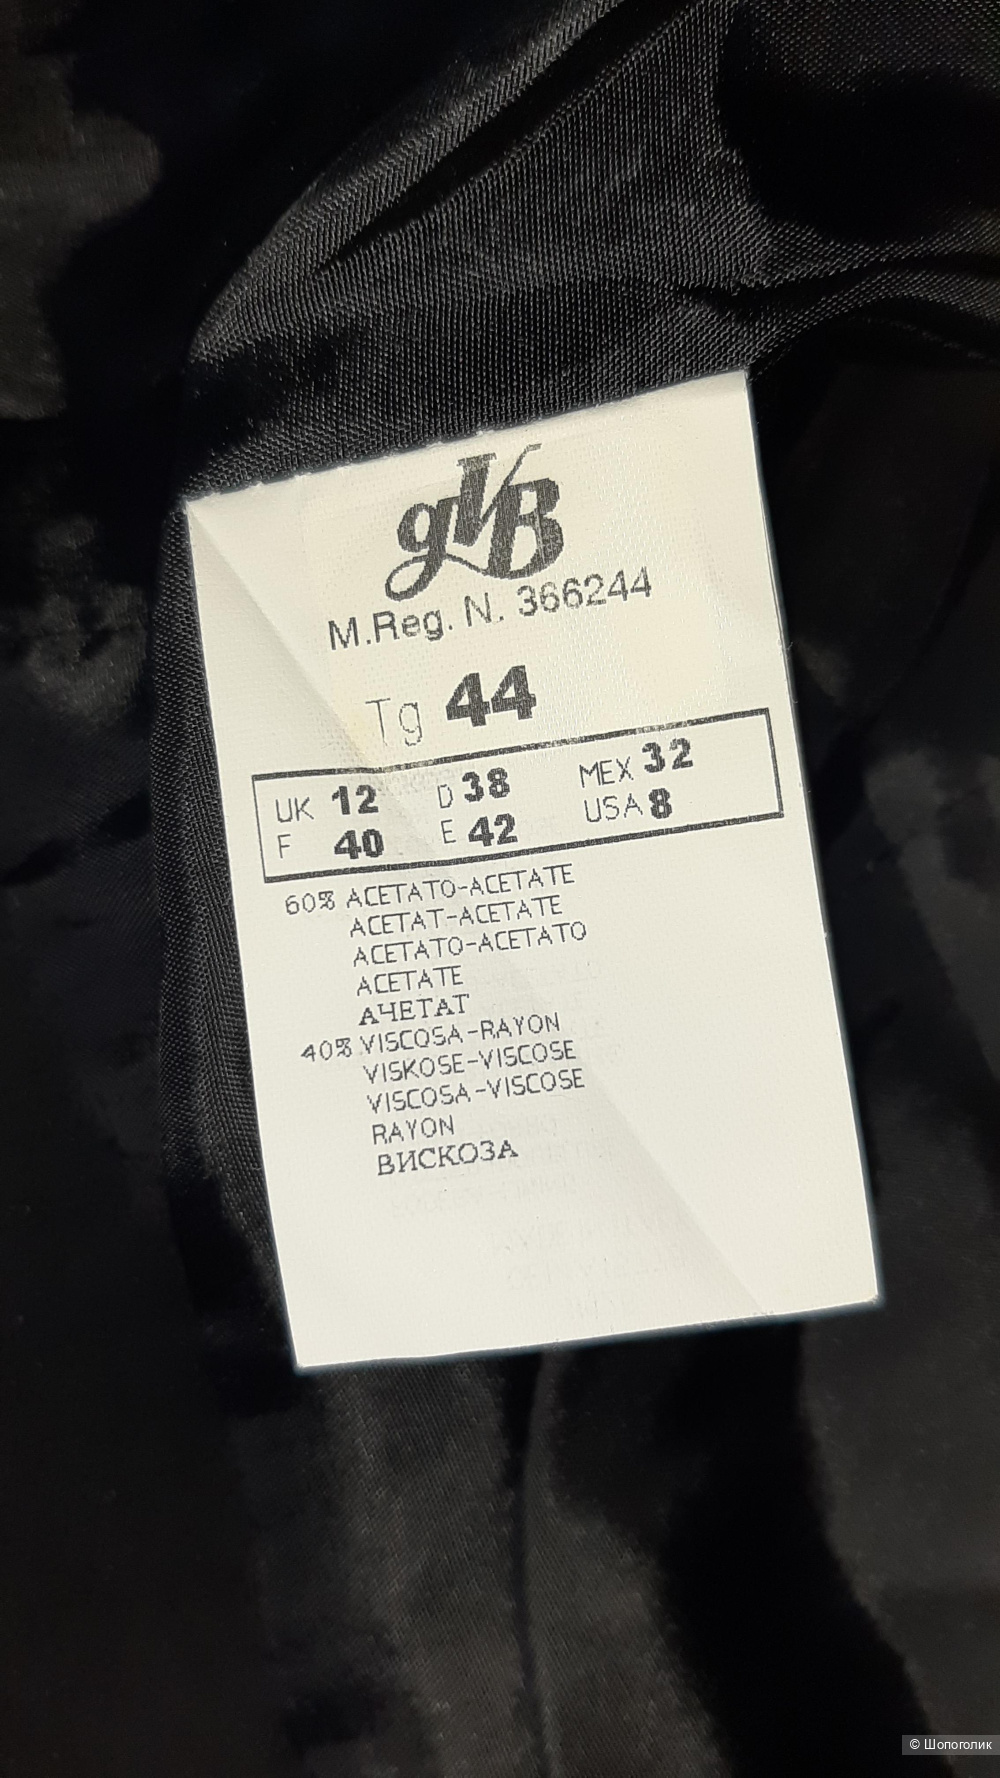 gVB
M.Reg. N. 366244
Tg 44
UK 12 D 38 MEX 32
F 40 E 42 USA 8
60% ACETATO-ACETATE
ACETAT-ACETATE
ACETATO-ACETATO
ACETATE
АЧЕТАТ
40% VISCOSA-RAYON
VISKOSE-VISCOSE
VISCOSA-VISCOSE
RAYON
ВИСКОЗА
© Шопоголик